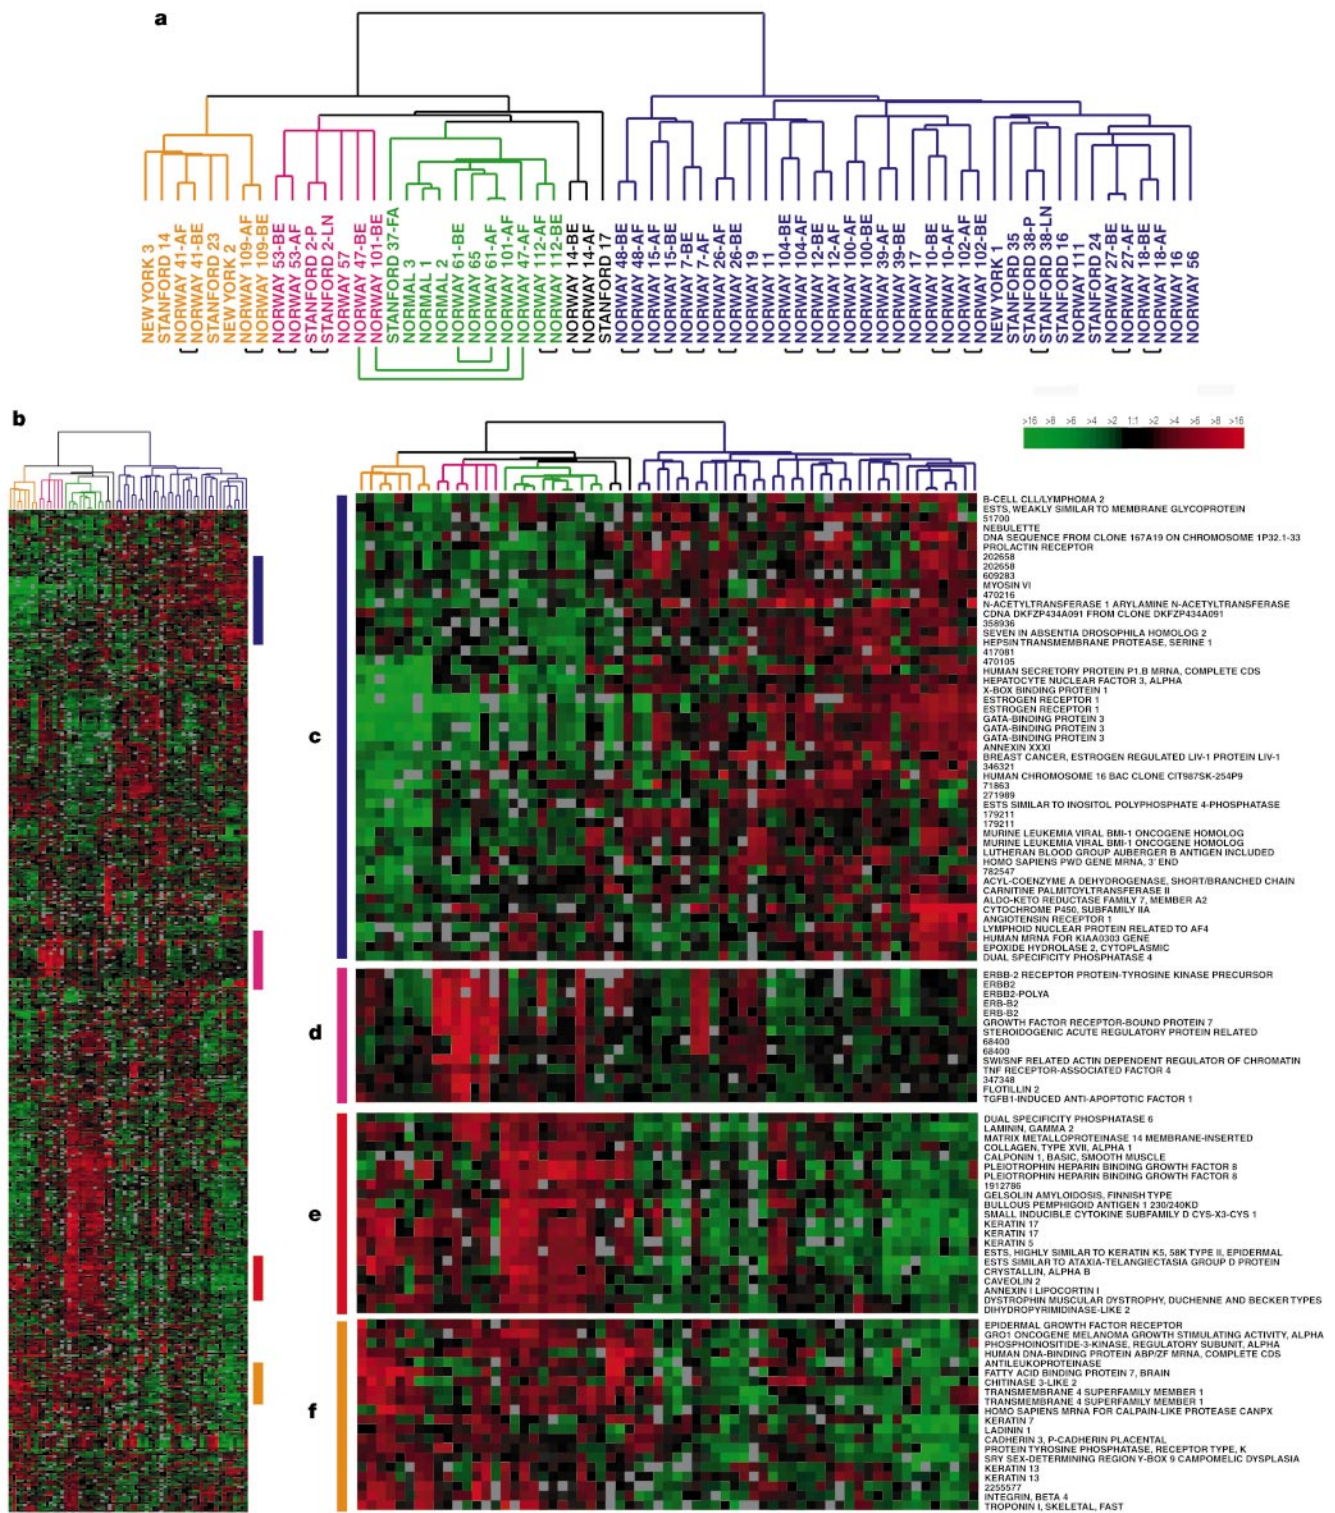 a
NEW YORK 3
STANFORD 14
NORWAY 41-AF
NORWAY 41-BE
STANFORD 23
NEW YORK 2
NORWAY 109-AF
NORWAY 109-BE
NORWAY 53-BE
NORWAY 53-AF
STANFORD 2-P
STANFORD 2-LN
NORWAY 57
NORWAY 47-BE
NORWAY 101-BE
STANFORD 37-FA
NORMAL 3
NORMAL 1
NORMAL 2
NORWAY 61-BE
NORWAY 65
NORWAY 61-AF
NORWAY 101-AF
NORWAY 47-AF
NORWAY 112-AF
NORWAY 112-BE
NORWAY 14-BE
NORWAY 14-AF
STANFORD 17
NORWAY 48-BE
NORWAY 48-AF
NORWAY 15-AF
NORWAY 15-BE
NORWAY 7-BE
NORWAY 7-AF
NORWAY 26-AF
NORWAY 26-BE
NORWAY 19
NORWAY 11
NORWAY 104-BE
NORWAY 104-AF
NORWAY 12-BE
NORWAY 12-AF
NORWAY 100-AF
NORWAY 100-BE
NORWAY 39-AF
NORWAY 39-BE
NORWAY 17
NORWAY 10-BE
NORWAY 10-AF
NORWAY 102-AF
NORWAY 102-BE
NEW YORK 1
STANFORD 35
STANFORD 38-P
STANFORD 38-LN
STANFORD 16
NORWAY 111
STANFORD 24
NORWAY 27-BE
NORWAY 27-AF
NORWAY 18-BE
NORWAY 18-AF
NORWAY 16
NORWAY 56
b
>16 >8 >6 >4 >2 1:1 >2 >4 >6 >8 >16
c
B-CELL CLL/LYMPHOMA 2
ESTS, WEAKLY SIMILAR TO MEMBRANE GLYCOPROTEIN
51700
NEBULETTE
DNA SEQUENCE FROM CLONE 167A19 ON CHROMOSOME 1P32.1-33
PROLACTIN RECEPTOR
202658
202658
609283
MYOSIN VI
470216
N-ACETYLTRANSFERASE 1 ARYLAMINE N-ACETYLTRANSFERASE
CDNA DKFZP434A091 FROM CLONE DKFZP434A091
358936
SEVEN IN ABSENTIA DROSOPHILA HOMOLOG 2
HEPSIN TRANSMEMBRANE PROTEASE, SERINE 1
417081
470105
HUMAN SECRETORY PROTEIN P1.B MRNA, COMPLETE CDS
HEPATOCYTE NUCLEAR FACTOR 3, ALPHA
X-BOX BINDING PROTEIN 1
ESTROGEN RECEPTOR 1
ESTROGEN RECEPTOR 1
GATA-BINDING PROTEIN 3
GATA-BINDING PROTEIN 3
GATA-BINDING PROTEIN 3
ANNEXIN XXXI
BREAST CANCER, ESTROGEN REGULATED LIV-1 PROTEIN LIV-1
346321
HUMAN CHROMOSOME 16 BAC CLONE CIT987SK-254P9
71863
271989
ESTS SIMILAR TO INOSITOL POLYPHOSPHATE 4-PHOSPHATASE
179211
179211
MURINE LEUKEMIA VIRAL BMI-1 ONCOGENE HOMOLOG
MURINE LEUKEMIA VIRAL BMI-1 ONCOGENE HOMOLOG
LUTHERAN BLOOD GROUP AUBERGER B ANTIGEN INCLUDED
HOMO SAPIENS PWD GENE MRNA, 3' END
782547
ACYL-COENZYME A DEHYDROGENASE, SHORT/BRANCHED CHAIN
CARNITINE PALMITOYLTRANSFERASE II
ALDO-KETO REDUCTASE FAMILY 7, MEMBER A2
CYTOCHROME P450, SUBFAMILY IIA
ANGIOTENSIN RECEPTOR 1
LYMPHOID NUCLEAR PROTEIN RELATED TO AF4
HUMAN MRNA FOR KIAA0303 GENE
EPOXIDE HYDROLASE 2, CYTOPLASMIC
DUAL SPECIFICITY PHOSPHATASE 4
d
ERBB-2 RECEPTOR PROTEIN-TYROSINE KINASE PRECURSOR
ERBB2
ERBB2-POLYA
ERB-B2
ERB-B2
GROWTH FACTOR RECEPTOR-BOUND PROTEIN 7
STEROIDOGENIC ACUTE REGULATORY PROTEIN RELATED
68400
68400
SWI/SNF RELATED ACTIN DEPENDENT REGULATOR OF CHROMATIN
TNF RECEPTOR-ASSOCIATED FACTOR 4
347348
FLOTILLIN 2
TGFB1-INDUCED ANTI-APOPTOTIC FACTOR 1
e
DUAL SPECIFICITY PHOSPHATASE 6
LAMININ, GAMMA 2
MATRIX METALLOPROTEINASE 14 MEMBRANE-INSERTED
COLLAGEN, TYPE XVII, ALPHA 1
CALPONIN 1, BASIC, SMOOTH MUSCLE
PLEIOTROPHIN HEPARIN BINDING GROWTH FACTOR 8
PLEIOTROPHIN HEPARIN BINDING GROWTH FACTOR 8
1912786
GELSOLIN AMYLOIDOSIS, FINNISH TYPE
BULLOUS PEMPHIGOID ANTIGEN 1 230/240KD
SMALL INDUCIBLE CYTOKINE SUBFAMILY D CYS-X3-CYS 1
KERATIN 17
KERATIN 17
KERATIN 5
ESTS, HIGHLY SIMILAR TO KERATIN K5, 58K TYPE II, EPIDERMAL
ESTS SIMILAR TO ATAXIA-TELANGIECTASIA GROUP D PROTEIN
CRYSTALLIN, ALPHA B
CAVEOLIN 2
ANNEXIN I LIPOCORTIN I
DYSTROPHIN MUSCULAR DYSTROPHY, DUCHENNE AND BECKER TYPES
DIHYDROPYRIMIDINASE-LIKE 2
f
EPIDERMAL GROWTH FACTOR RECEPTOR
GRO1 ONCOGENE MELANOMA GROWTH STIMULATING ACTIVITY, ALPHA
PHOSPHOINOSITIDE-3-KINASE, REGULATORY SUBUNIT, ALPHA
HUMAN DNA-BINDING PROTEIN ABP/ZF MRNA, COMPLETE CDS
ANTILEUKOPROTEINASE
FATTY ACID BINDING PROTEIN 7, BRAIN
CHITINASE 3-LIKE 2
TRANSMEMBRANE 4 SUPERFAMILY MEMBER 1
TRANSMEMBRANE 4 SUPERFAMILY MEMBER 1
HOMO SAPIENS MRNA FOR CALPAIN-LIKE PROTEASE CANPX
KERATIN 7
LADININ 1
CADHERIN 3, P-CADHERIN PLACENTAL
PROTEIN TYROSINE PHOSPHATASE, RECEPTOR TYPE, K
SRY SEX-DETERMINING REGION Y-BOX 9 CAMPOMELIC DYSPLASIA
KERATIN 13
KERATIN 13
2255577
INTEGRIN, BETA 4
TROPONIN I, SKELETAL, FAST